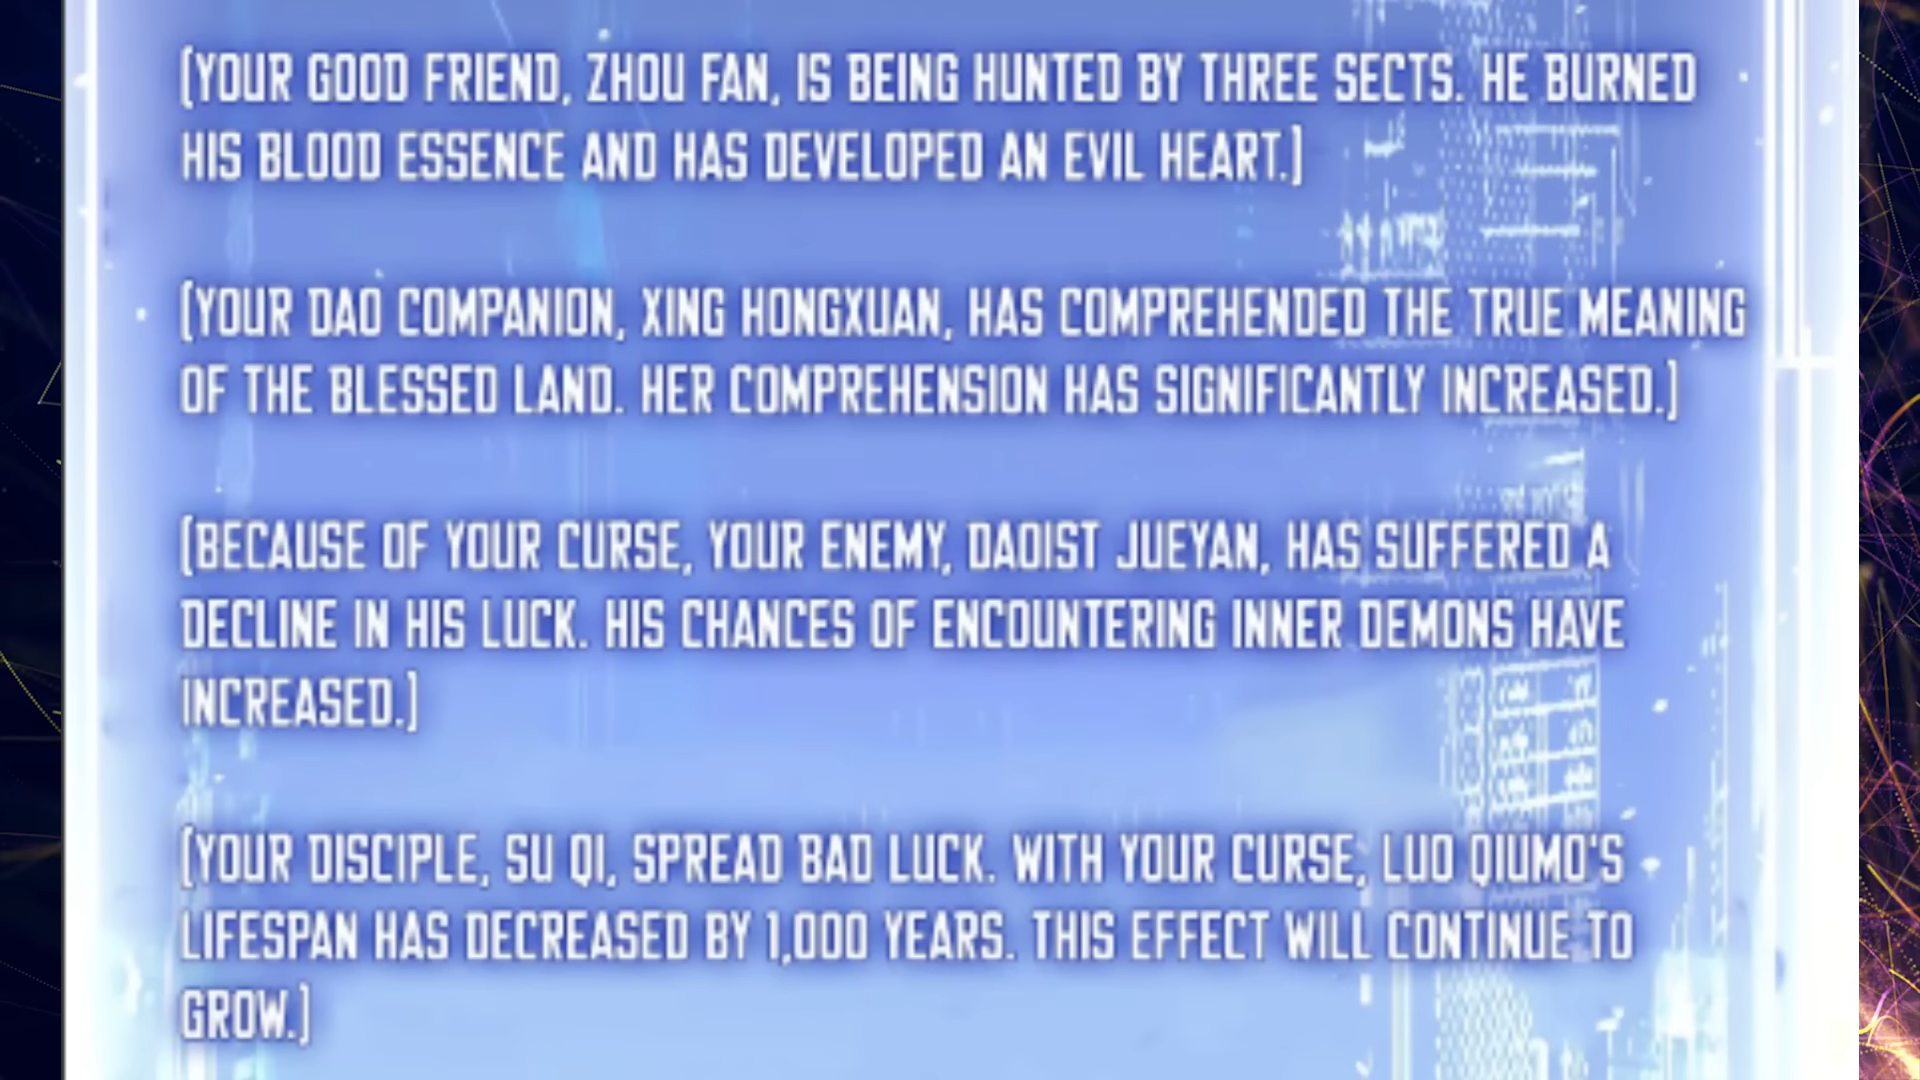 [YOUR GOOD FRIEND, ZHOU FAN, IS BEING HUNTED BY THREE SECTS. HE BURNED
HIS BLOOD ESSENCE AND HAS DEVELOPED AN EVIL HEART.]
[YOUR DAO COMPANION, XING HONGXUAN, HAS COMPREHENDED THE TRUE MEANING
OF THE BLESSED LAND. HER COMPREHENSION HAS SIGNIFICANTLY INCREASED.]
[BECAUSE OF YOUR CURSE, YOUR ENEMY, DAOIST JUEYAN, HAS SUFFERED A
DECLINE IN HIS LUCK. HIS CHANCES OF ENCOUNTERING INNER DEMONS HAVE
INCREASED.]
[YOUR DISCIPLE, SU QI, SPREAD BAD LUCK. WITH YOUR CURSE, LUO QIUMO'S
LIFESPAN HAS DECREASED BY 1,000 YEARS. THIS EFFECT WILL CONTINUE TO
GROW.]